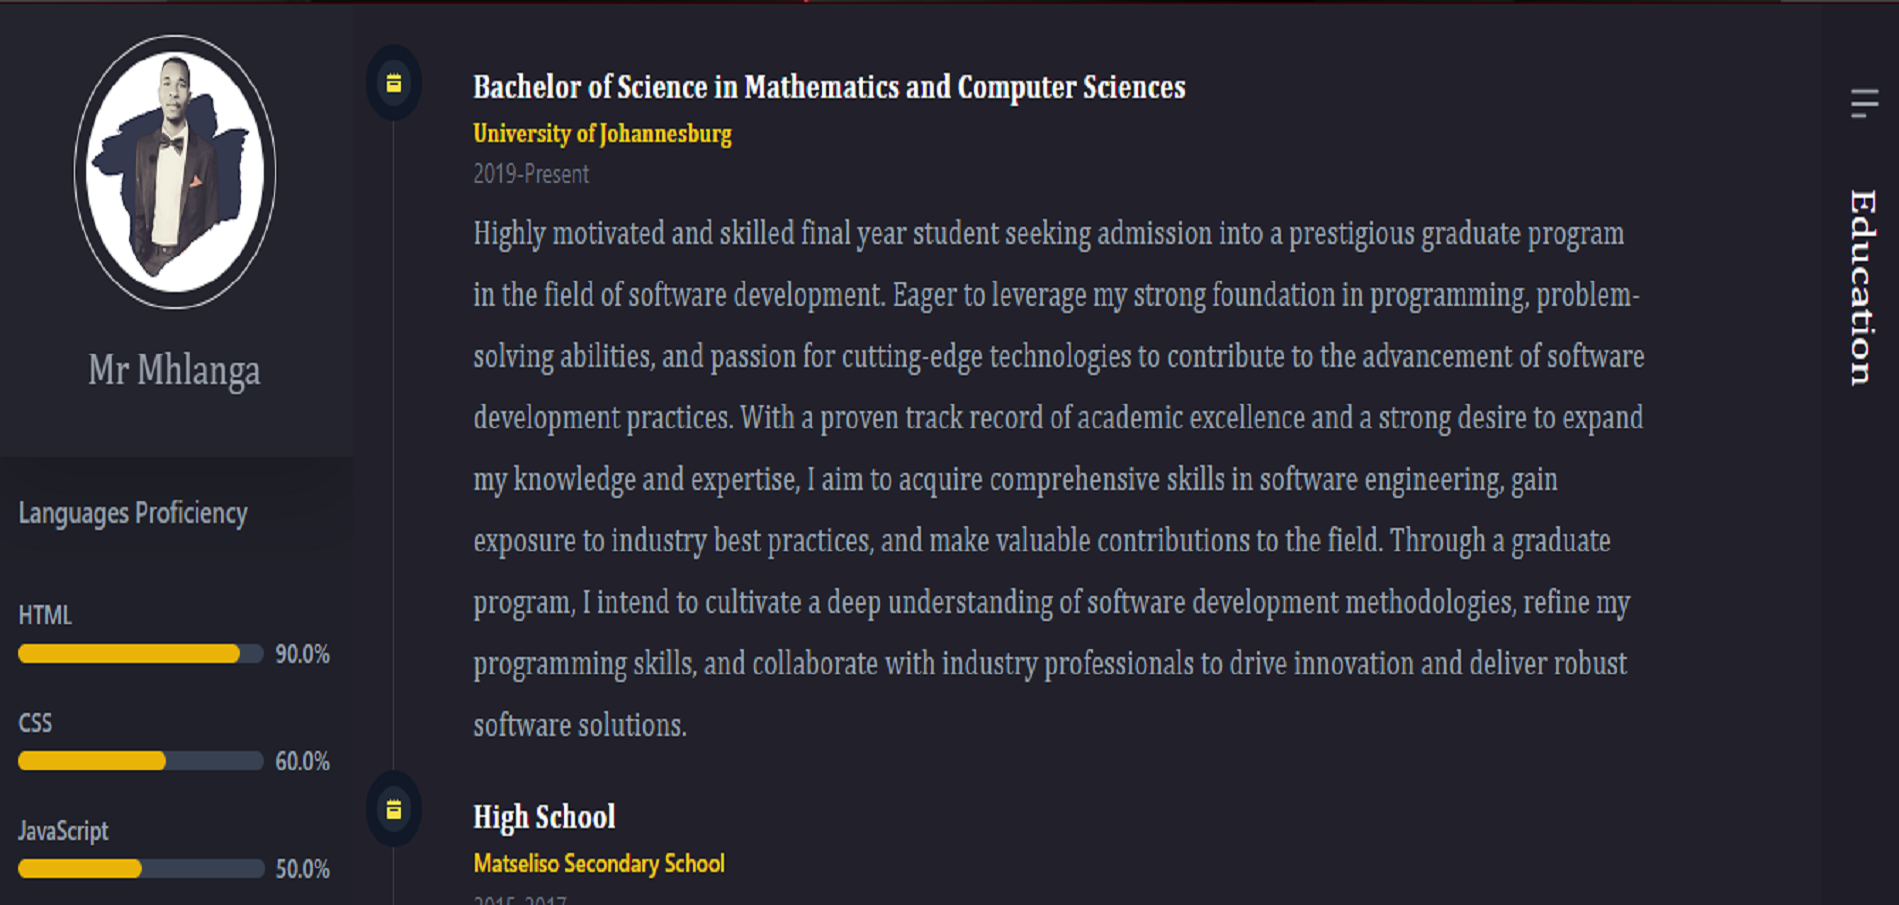 Mr Mhlanga
Languages Proficiency
HTML
90.0%
CSS
60.0%
JavaScript
50.0%
Bachelor of Science in Mathematics and Computer Sciences
University of Johannesburg
2019-Present
Highly motivated and skilled final year student seeking admission into a prestigious graduate program
in the field of software development. Eager to leverage my strong foundation in programming, problem-
solving abilities, and passion for cutting-edge technologies to contribute to the advancement of software
development practices. With a proven track record of academic excellence and a strong desire to expand
my knowledge and expertise, I aim to acquire comprehensive skills in software engineering, gain
exposure to industry best practices, and make valuable contributions to the field. Through a graduate
program, I intend to cultivate a deep understanding of software development methodologies, refine my
programming skills, and collaborate with industry professionals to drive innovation and deliver robust
software solutions.
High School
Matseliso Secondary School
2015-2017
Education